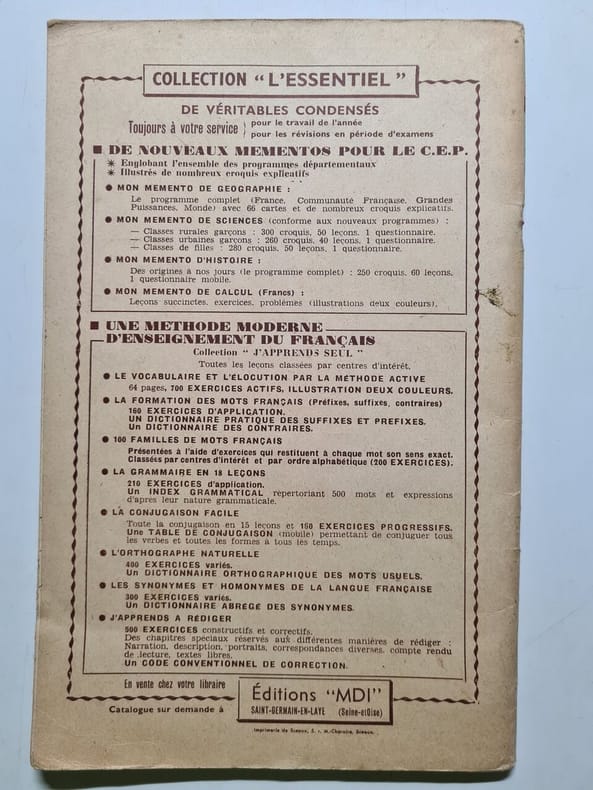 COLLECTION "L'ESSENTIEL"
DE VÉRITABLES CONDENSÉS
Toujours à votre service } pour le travail de l'année
pour les révisions en période d'examens
■ DE NOUVEAUX MEMENTOS POUR LE C.E.P.
✳ Englobant l'ensemble des programmes départementaux
✳ Illustrés de nombreux croquis explicatifs
● MON MEMENTO DE GEOGRAPHIE :
Le programme complet (France, Communauté Française, Grandes
Puissances, Monde) avec 66 cartes et de nombreux croquis explicatifs.
● MON MEMENTO DE SCIENCES (conforme aux nouveaux programmes) :
— Classes rurales garçons : 300 croquis, 50 leçons, 1 questionnaire.
— Classes urbaines garçons : 260 croquis, 40 leçons, 1 questionnaire.
— Classes de filles : 280 croquis, 50 leçons, 1 questionnaire.
● MON MEMENTO D'HISTOIRE :
Des origines à nos jours (le programme complet) : 250 croquis, 60 leçons,
1 questionnaire mobile.
● MON MEMENTO DE CALCUL (Francs) :
Leçons succinctes, exercices, problèmes (illustrations deux couleurs).
■ UNE METHODE MODERNE
D'ENSEIGNEMENT DU FRANÇAIS
Collection " J'APPRENDS SEUL "
Toutes les leçons classées par centres d'intérêt.
● LE VOCABULAIRE ET L'ÉLOCUTION PAR LA MÉTHODE ACTIVE
64 pages, 700 EXERCICES ACTIFS, ILLUSTRATION DEUX COULEURS.
● LA FORMATION DES MOTS FRANÇAIS (Préfixes, suffixes, contraires)
160 EXERCICES D'APPLICATION.
UN DICTIONNAIRE PRATIQUE DES SUFFIXES ET PREFIXES.
UN DICTIONNAIRE DES CONTRAIRES.
● 100 FAMILLES DE MOTS FRANÇAIS
Présentées à l'aide d'exercices qui restituent à chaque mot son sens exact.
Classées par centres d'intérêt et par ordre alphabétique (200 EXERCICES).
● LA GRAMMAIRE EN 18 LEÇONS
210 EXERCICES d'application.
Un INDEX GRAMMATICAL répertoriant 500 mots et expressions
d'après leur nature grammaticale.
● LA CONJUGAISON FACILE
Toute la conjugaison en 15 leçons et 150 EXERCICES PROGRESSIFS.
Une TABLE DE CONJUGAISON (mobile) permettant de conjuguer tous
les verbes et toutes les formes à tous les temps.
● L'ORTHOGRAPHE NATURELLE
400 EXERCICES variés.
Un DICTIONNAIRE ORTHOGRAPHIQUE DES MOTS USUELS.
● LES SYNONYMES ET HOMONYMES DE LA LANGUE FRANÇAISE
300 EXERCICES variés.
Un DICTIONNAIRE ABREGÉ DES SYNONYMES.
● J'APPRENDS A RÉDIGER
500 EXERCICES constructifs et correctifs.
Des chapitres spéciaux réservés aux différentes manières de rédiger :
Narration, description, portraits, correspondances diverses, compte rendu
de lecture, textes libres.
Un CODE CONVENTIONNEL DE CORRECTION.
En vente chez votre libraire
Catalogue sur demande à
Éditions "MDI"
SAINT-GERMAIN-EN-LAYE (Seine-etOise)
Imprimerie de Sceaux, 5, r. M.-Charaire, Sceaux.